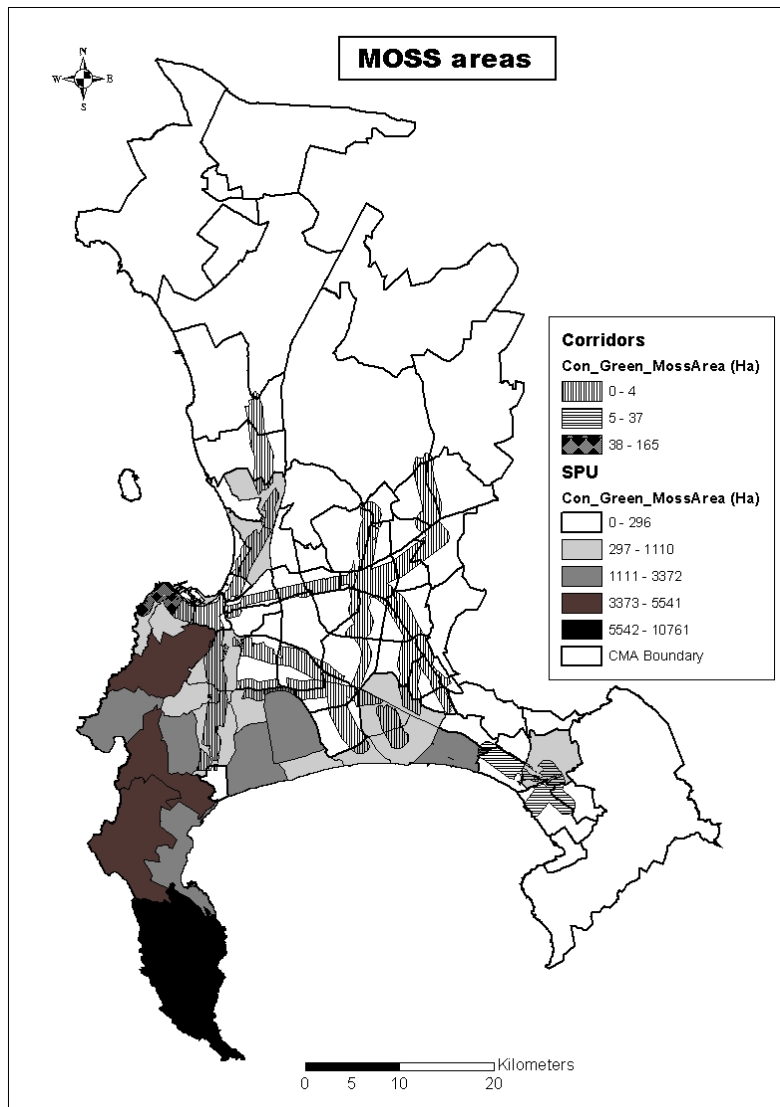 MOSS areas
N
W E
S
Corridors
Con_Green_MossArea (Ha)
0 - 4
5 - 37
38 - 165
SPU
Con_Green_MossArea (Ha)
0 - 296
297 - 1110
1111 - 3372
3373 - 5541
5542 - 10761
CMA Boundary
Kilometers
0 5 10 20